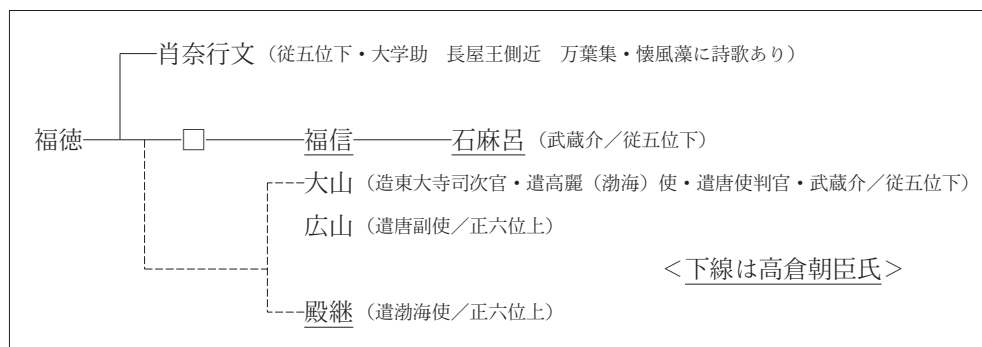 肖奈行文（従五位下・大学助　長屋王側近　万葉集・懐風藻に詩歌あり）
福徳 □ 福信 石麻呂（武蔵介／従五位下）
大山（造東大寺司次官・遣高麗（渤海）使・遣唐使判官・武蔵介／従五位下）
広山（遣唐副使／正六位上）
＜下線は高倉朝臣氏＞
殿継（遣渤海使／正六位上）